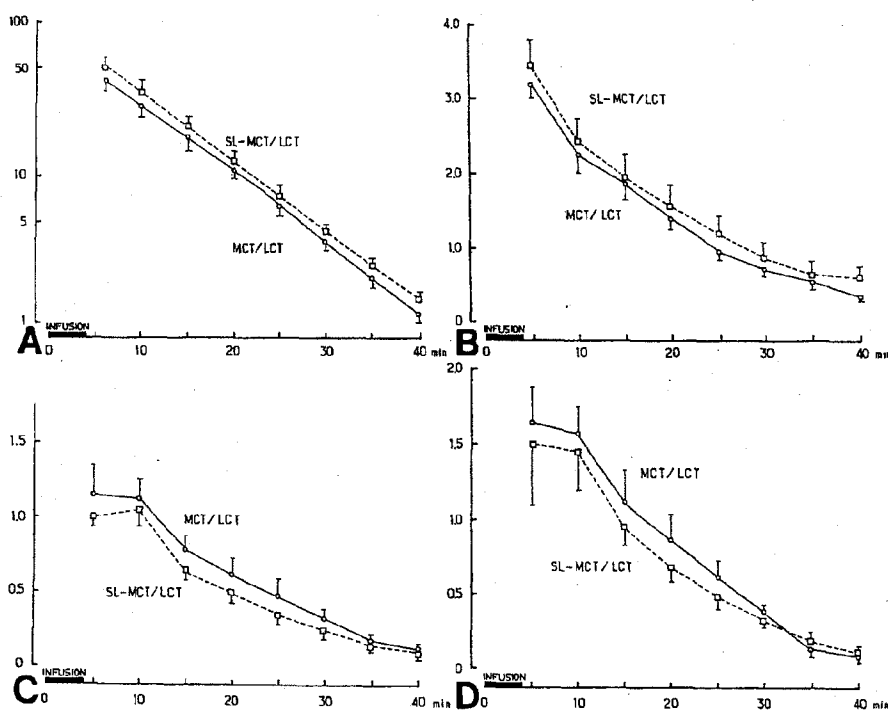 100
50
10
5
1
SL-MCT/LCT
MCT/LCT
INFUSION
A
0 10 20 30 40 min
4.0
3.0
2.0
1.0
0
SL-MCT/LCT
MCT/LCT
INFUSION
B
0 10 20 30 40 min
1.5
1.0
0.5
0
MCT/LCT
SL-MCT/LCT
INFUSION
C
0 10 20 30 40 min
2.0
1.5
1.0
0.5
0
MCT/LCT
SL-MCT/LCT
INFUSION
D
0 10 20 30 40 min